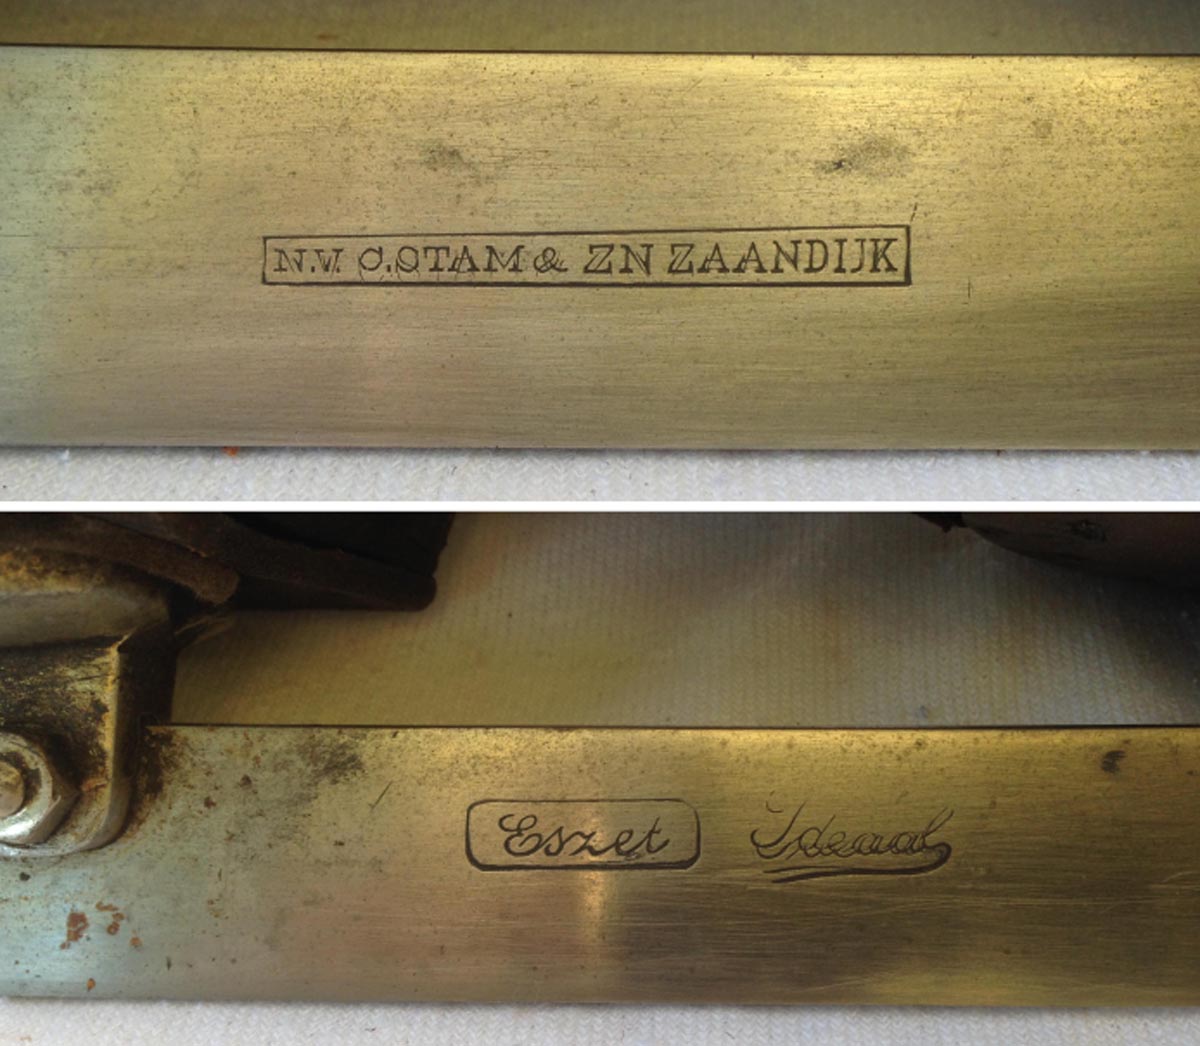 N.V. C.STAM & ZN ZAANDIJK
Eszet Ideaal